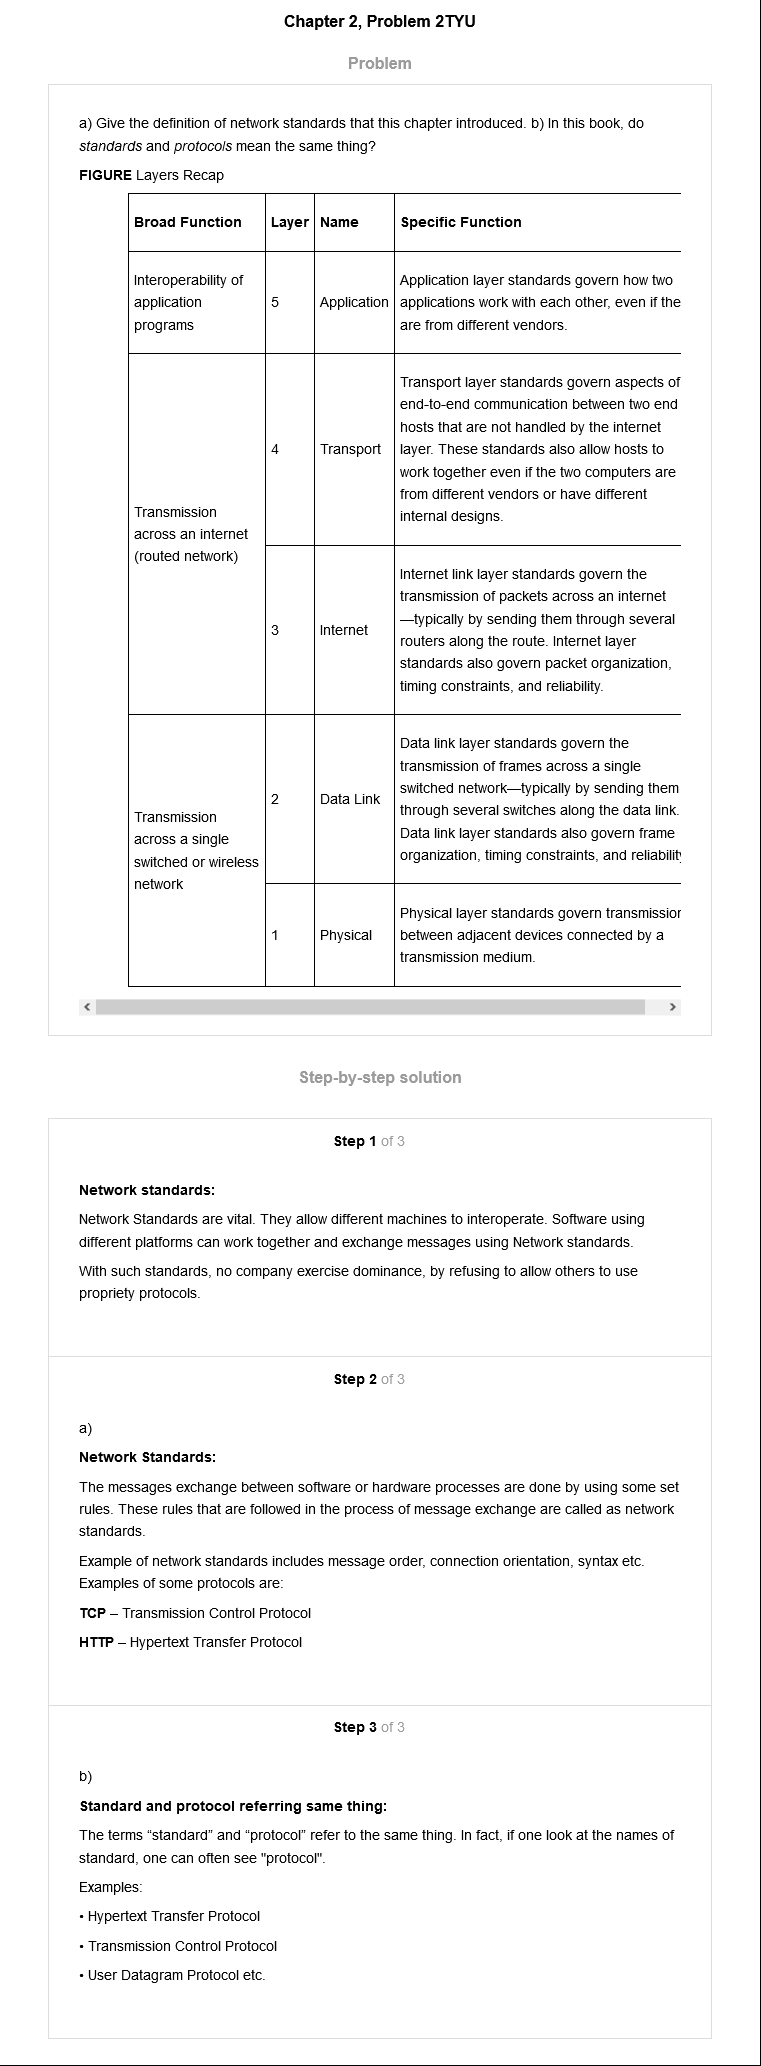 Chapter 2, Problem 2TYU
Problem
a) Give the definition of network standards that this chapter introduced. b) In this book, do
standards and protocols mean the same thing?
FIGURE Layers Recap
Broad Function Layer Name Specific Function
Interoperability of
application
programs
5
Application
Application layer standards govern how two
applications work with each other, even if the
are from different vendors.
Transmission
across an internet
(routed network)
4
Transport
Transport layer standards govern aspects of
end-to-end communication between two end
hosts that are not handled by the internet
layer. These standards also allow hosts to
work together even if the two computers are
from different vendors or have different
internal designs.
3
Internet
Internet link layer standards govern the
transmission of packets across an internet
—typically by sending them through several
routers along the route. Internet layer
standards also govern packet organization,
timing constraints, and reliability.
Transmission
across a single
switched or wireless
network
2
Data Link
Data link layer standards govern the
transmission of frames across a single
switched network—typically by sending them
through several switches along the data link.
Data link layer standards also govern frame
organization, timing constraints, and reliability
1
Physical
Physical layer standards govern transmission
between adjacent devices connected by a
transmission medium.
Step-by-step solution
Step 1 of 3
Network standards:
Network Standards are vital. They allow different machines to interoperate. Software using
different platforms can work together and exchange messages using Network standards.
With such standards, no company exercise dominance, by refusing to allow others to use
propriety protocols.
Step 2 of 3
a)
Network Standards:
The messages exchange between software or hardware processes are done by using some set
rules. These rules that are followed in the process of message exchange are called as network
standards.
Example of network standards includes message order, connection orientation, syntax etc.
Examples of some protocols are:
TCP – Transmission Control Protocol
HTTP – Hypertext Transfer Protocol
Step 3 of 3
b)
Standard and protocol referring same thing:
The terms “standard” and “protocol” refer to the same thing. In fact, if one look at the names of
standard, one can often see "protocol".
Examples:
• Hypertext Transfer Protocol
• Transmission Control Protocol
• User Datagram Protocol etc.